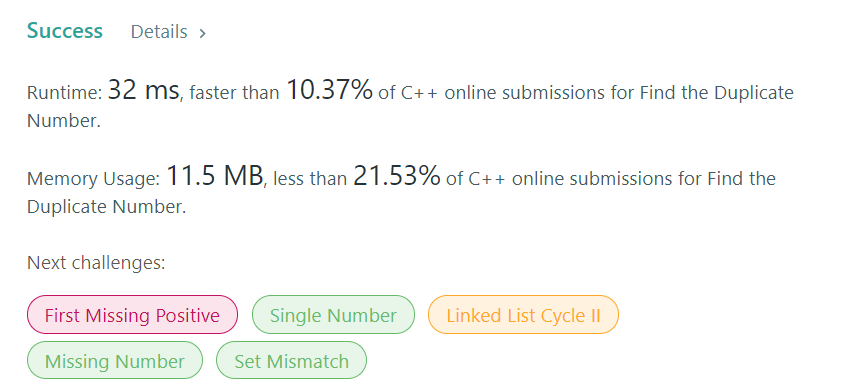 Success Details >
Runtime: 32 ms, faster than 10.37% of C++ online submissions for Find the Duplicate
Number.
Memory Usage: 11.5 MB, less than 21.53% of C++ online submissions for Find the
Duplicate Number.
Next challenges:
First Missing Positive Single Number Linked List Cycle II
Missing Number Set Mismatch